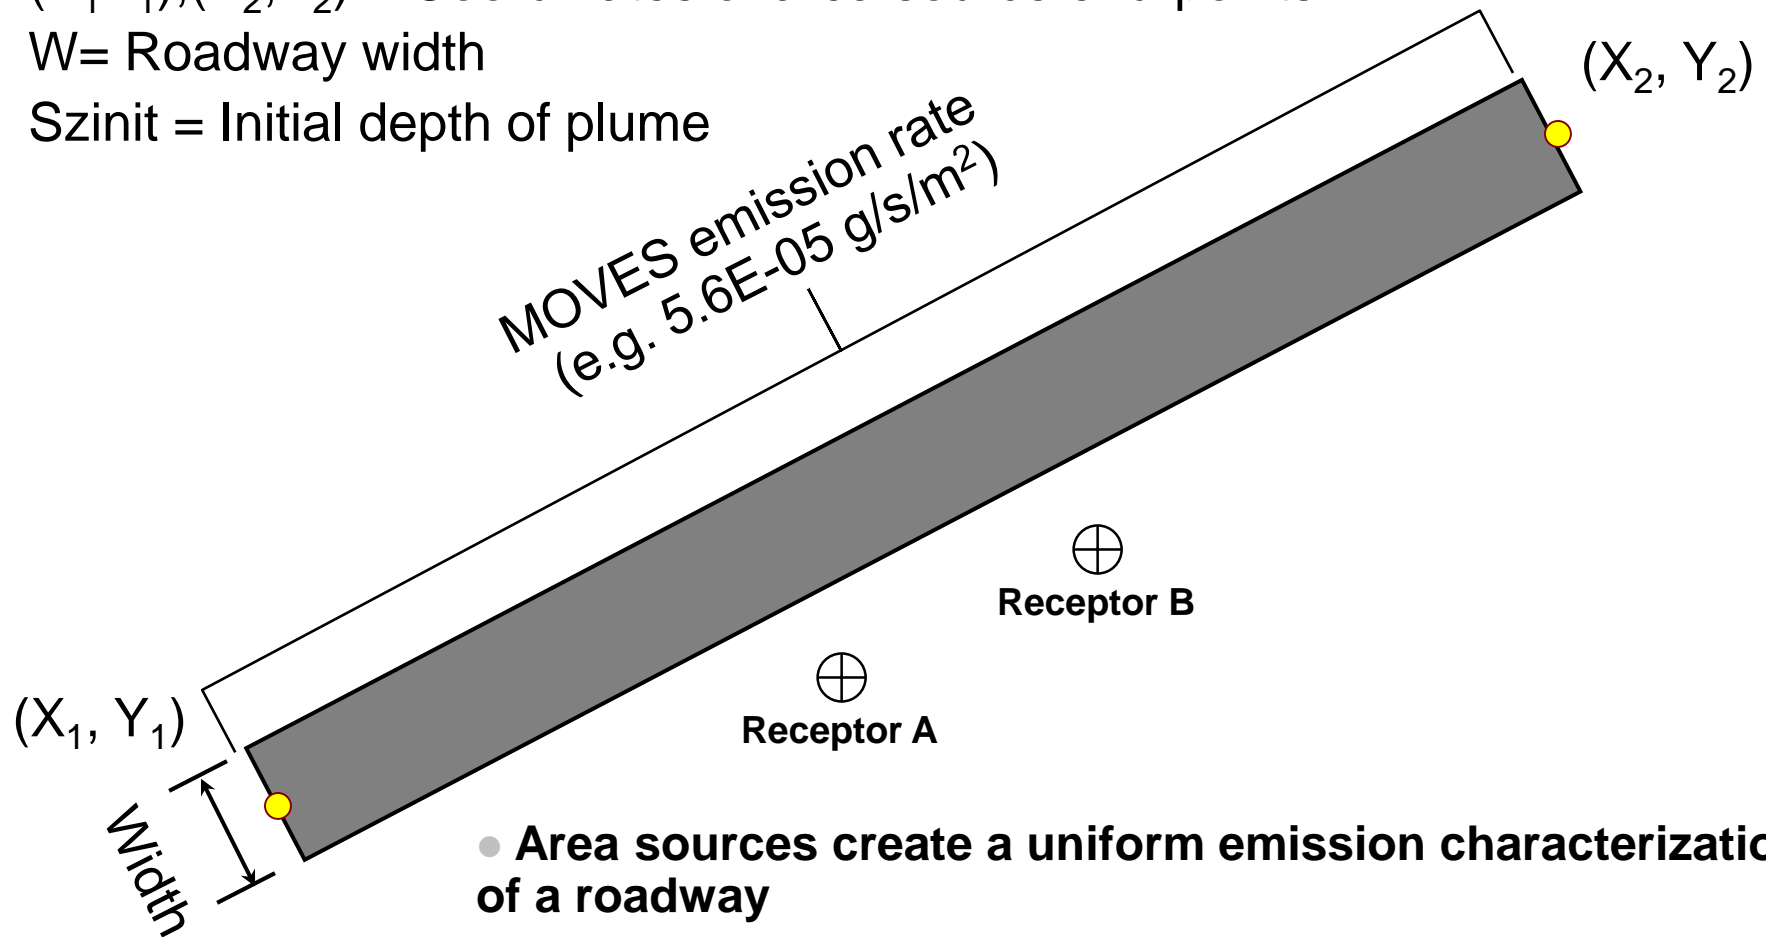 W= Roadway width
(X₂, Y₂)
Szinit = Initial depth of plume
MOVES emission rate
(e.g. 5.6E-05 g/s/m²)
Receptor B
Receptor A
(X₁, Y₁)
Width
● Area sources create a uniform emission
of a roadway